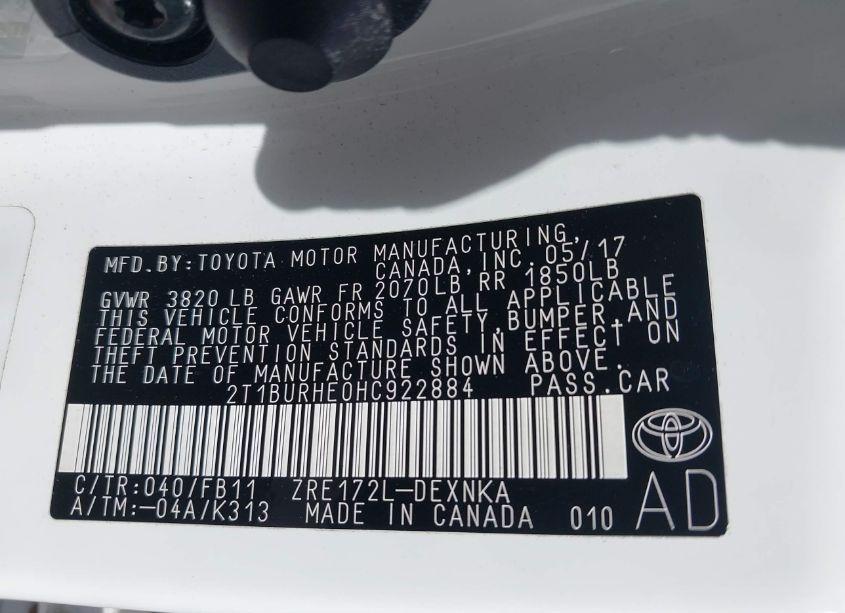 MFD.BY:TOYOTA MOTOR MANUFACTURING,
CANADA,INC.05/17
GVWR 3820 LB GAWR FR 2070LB RR 1850LB
THIS VEHICLE CONFORMS TO ALL APPLICABLE
FEDERAL MOTOR VEHICLE SAFETY,BUMPER,AND
THEFT PREVENTION STANDARDS IN EFFECT ON
THE DATE OF MANUFACTURE SHOWN ABOVE.
2T1BURHE0HC922884 PASS.CAR
C/TR:040/FB11 ZRE172L-DEXNKA
A/TM:-04A/K313 MADE IN CANADA 010
AD